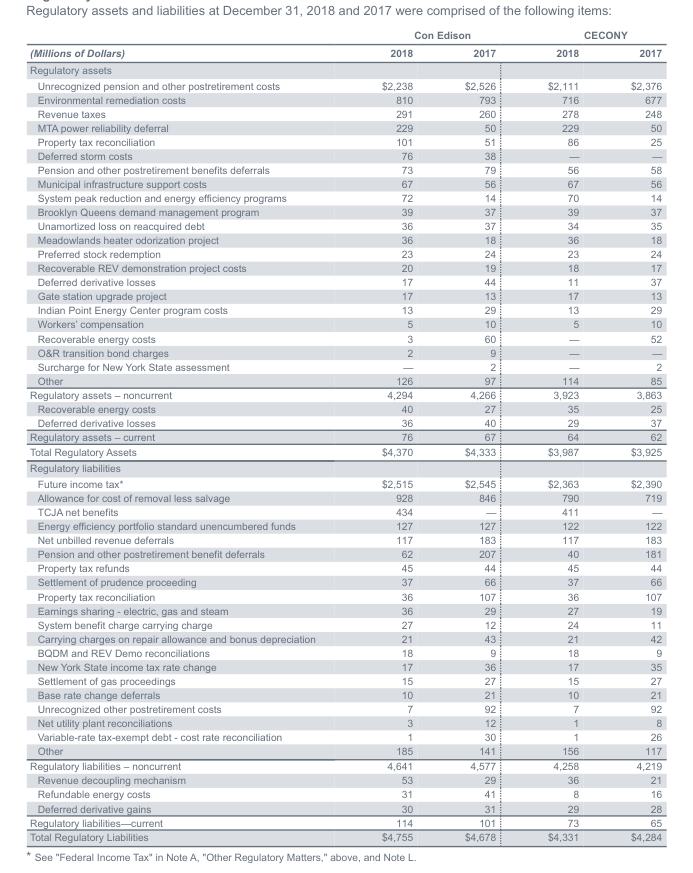 Regulatory assets and liabilities at December 31, 2018 and 2017 were comprised of the following items:
Con Edison CECONY
(Millions of Dollars) 2018 2017 2018 2017
Regulatory assets
Unrecognized pension and other postretirement costs $2,238 $2,526 $2,111 $2,376
Environmental remediation costs 810 793 716 677
Revenue taxes 291 260 278 248
MTA power reliability deferral 229 50 229 50
Property tax reconciliation 101 51 86 25
Deferred storm costs 76 38 — —
Pension and other postretirement benefits deferrals 73 79 56 58
Municipal infrastructure support costs 67 56 67 56
System peak reduction and energy efficiency programs 72 14 70 14
Brooklyn Queens demand management program 39 37 39 37
Unamortized loss on reacquired debt 36 37 34 35
Meadowlands heater odorization project 36 18 36 18
Preferred stock redemption 23 24 23 24
Recoverable REV demonstration project costs 20 19 18 17
Deferred derivative losses 17 44 11 37
Gate station upgrade project 17 13 17 13
Indian Point Energy Center program costs 13 29 13 29
Workers' compensation 5 10 5 10
Recoverable energy costs 3 60 — 52
O&R transition bond charges 2 9 — —
Surcharge for New York State assessment — 2 — 2
Other 126 97 114 85
Regulatory assets – noncurrent 4,294 4,266 3,923 3,863
Recoverable energy costs 40 27 35 25
Deferred derivative losses 36 40 29 37
Regulatory assets – current 76 67 64 62
Total Regulatory Assets $4,370 $4,333 $3,987 $3,925
Regulatory liabilities
Future income tax* $2,515 $2,545 $2,363 $2,390
Allowance for cost of removal less salvage 928 846 790 719
TCJA net benefits 434 — 411 —
Energy efficiency portfolio standard unencumbered funds 127 127 122 122
Net unbilled revenue deferrals 117 183 117 183
Pension and other postretirement benefit deferrals 62 207 40 181
Property tax refunds 45 44 45 44
Settlement of prudence proceeding 37 66 37 66
Property tax reconciliation 36 107 36 107
Earnings sharing - electric, gas and steam 36 29 27 19
System benefit charge carrying charge 27 12 24 11
Carrying charges on repair allowance and bonus depreciation 21 43 21 42
BQDM and REV Demo reconciliations 18 9 18 9
New York State income tax rate change 17 36 17 35
Settlement of gas proceedings 15 27 15 27
Base rate change deferrals 10 21 10 21
Unrecognized other postretirement costs 7 92 7 92
Net utility plant reconciliations 3 12 1 8
Variable-rate tax-exempt debt - cost rate reconciliation 1 30 1 26
Other 185 141 156 117
Regulatory liabilities – noncurrent 4,641 4,577 4,258 4,219
Revenue decoupling mechanism 53 29 36 21
Refundable energy costs 31 41 8 16
Deferred derivative gains 30 31 29 28
Regulatory liabilities—current 114 101 73 65
Total Regulatory Liabilities $4,755 $4,678 $4,331 $4,284
* See "Federal Income Tax" in Note A, "Other Regulatory Matters," above, and Note L.